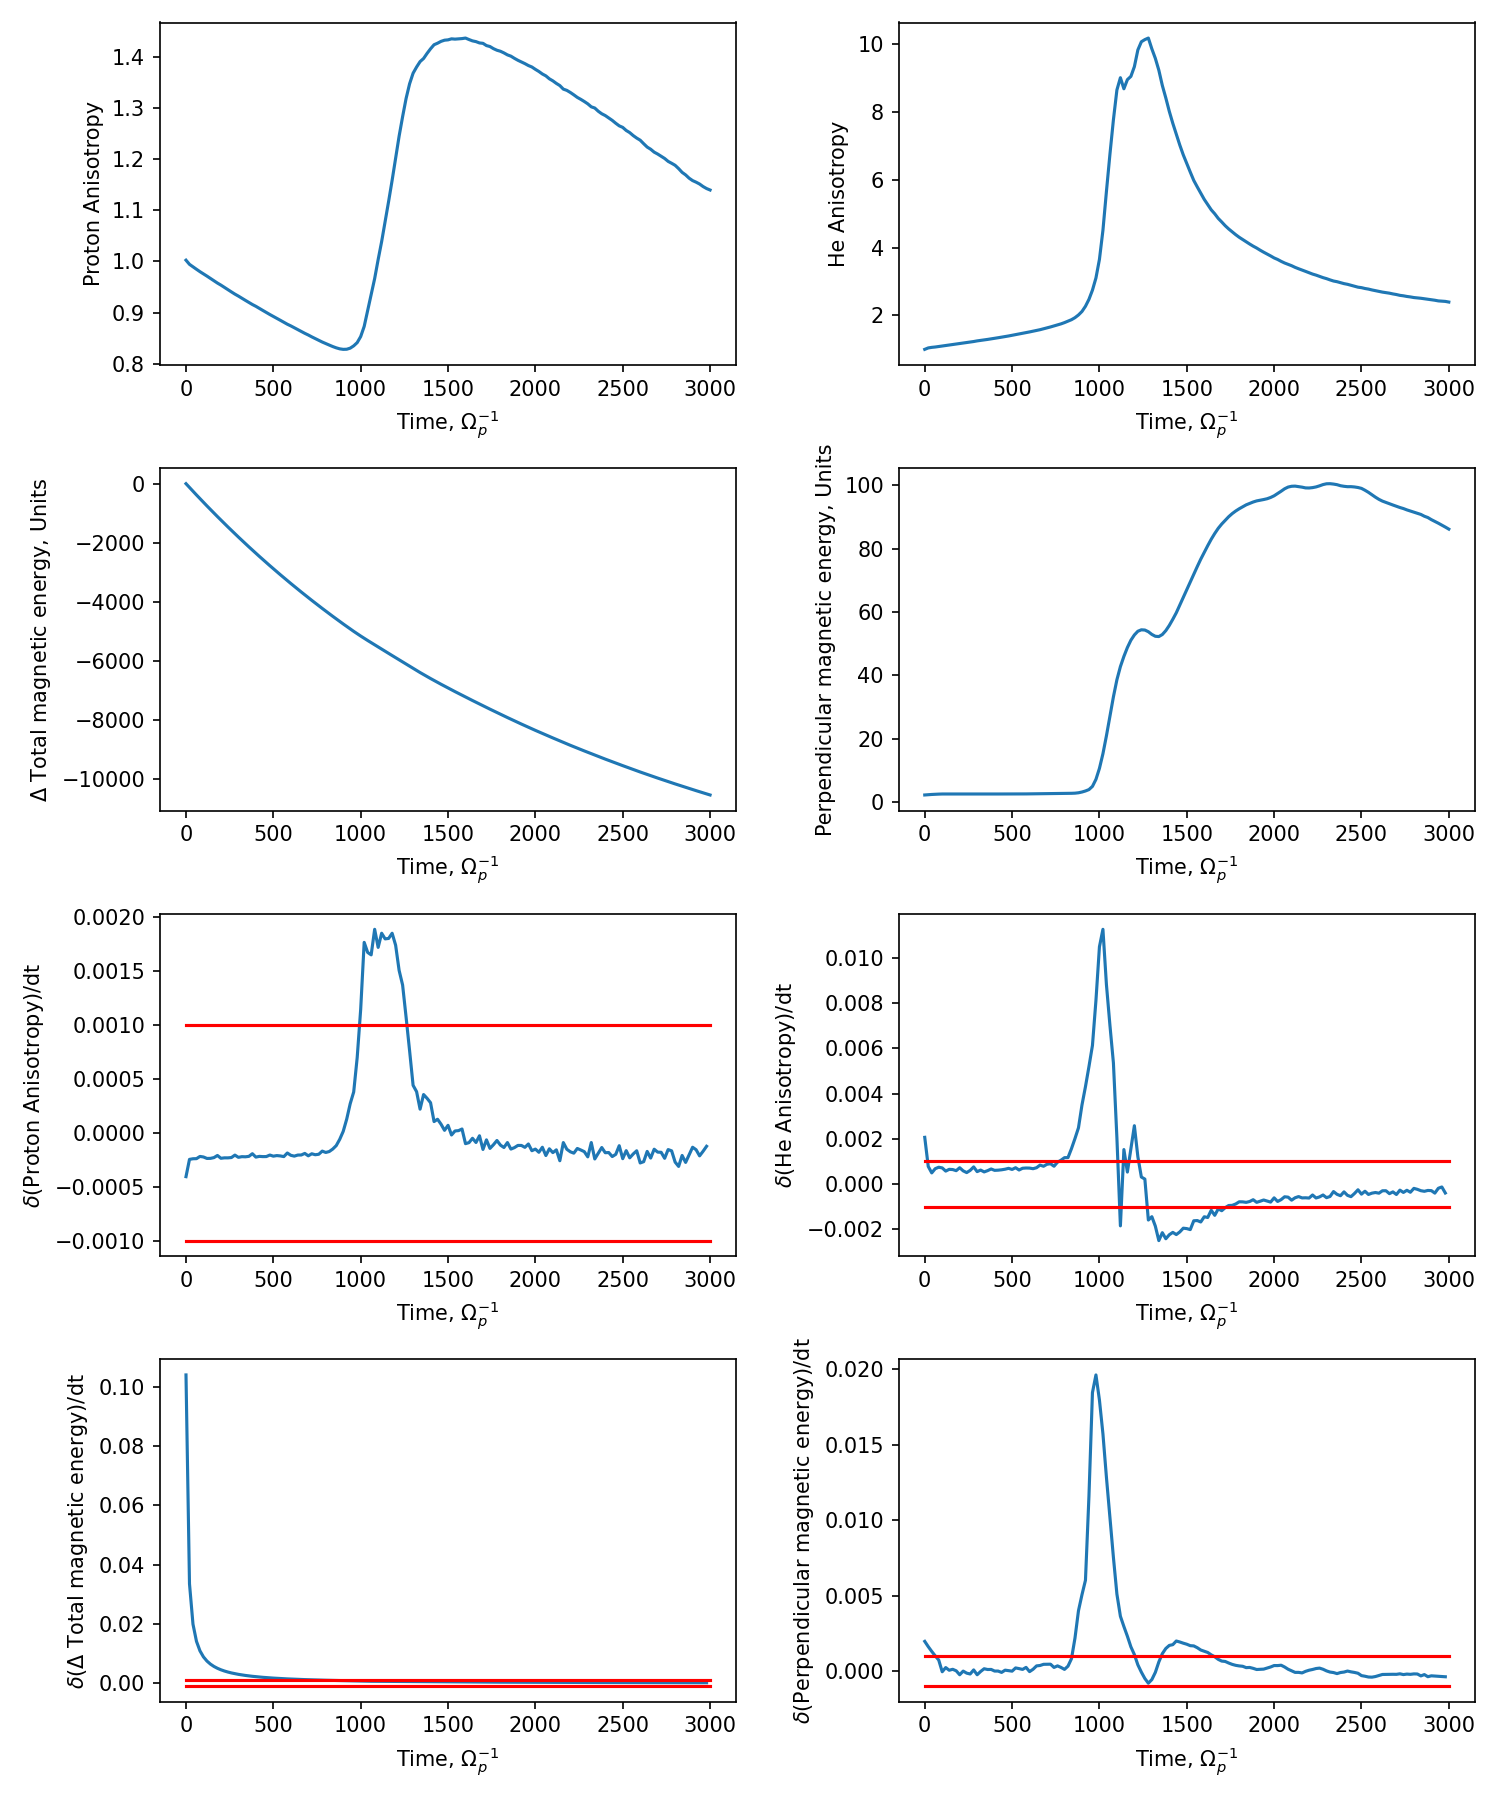 Proton Anisotropy
1.4
1.3
1.2
1.1
1.0
0.9
0.8
0 500 1000 1500 2000 2500 3000
Time, Ω_p^{-1}
He Anisotropy
10
8
6
4
2
0 500 1000 1500 2000 2500 3000
Time, Ω_p^{-1}
Δ Total magnetic energy, Units
0
−2000
−4000
−6000
−8000
−10000
0 500 1000 1500 2000 2500 3000
Time, Ω_p^{-1}
Perpendicular magnetic energy, Units
100
80
60
40
20
0
0 500 1000 1500 2000 2500 3000
Time, Ω_p^{-1}
δ(Proton Anisotropy)/dt
0.0020
0.0015
0.0010
0.0005
0.0000
−0.0005
−0.0010
0 500 1000 1500 2000 2500 3000
Time, Ω_p^{-1}
δ(He Anisotropy)/dt
0.010
0.008
0.006
0.004
0.002
0.000
−0.002
0 500 1000 1500 2000 2500 3000
Time, Ω_p^{-1}
δ(Δ Total magnetic energy)/dt
0.10
0.08
0.06
0.04
0.02
0.00
0 500 1000 1500 2000 2500 3000
Time, Ω_p^{-1}
δ(Perpendicular magnetic energy)/dt
0.020
0.015
0.010
0.005
0.000
0 500 1000 1500 2000 2500 3000
Time, Ω_p^{-1}